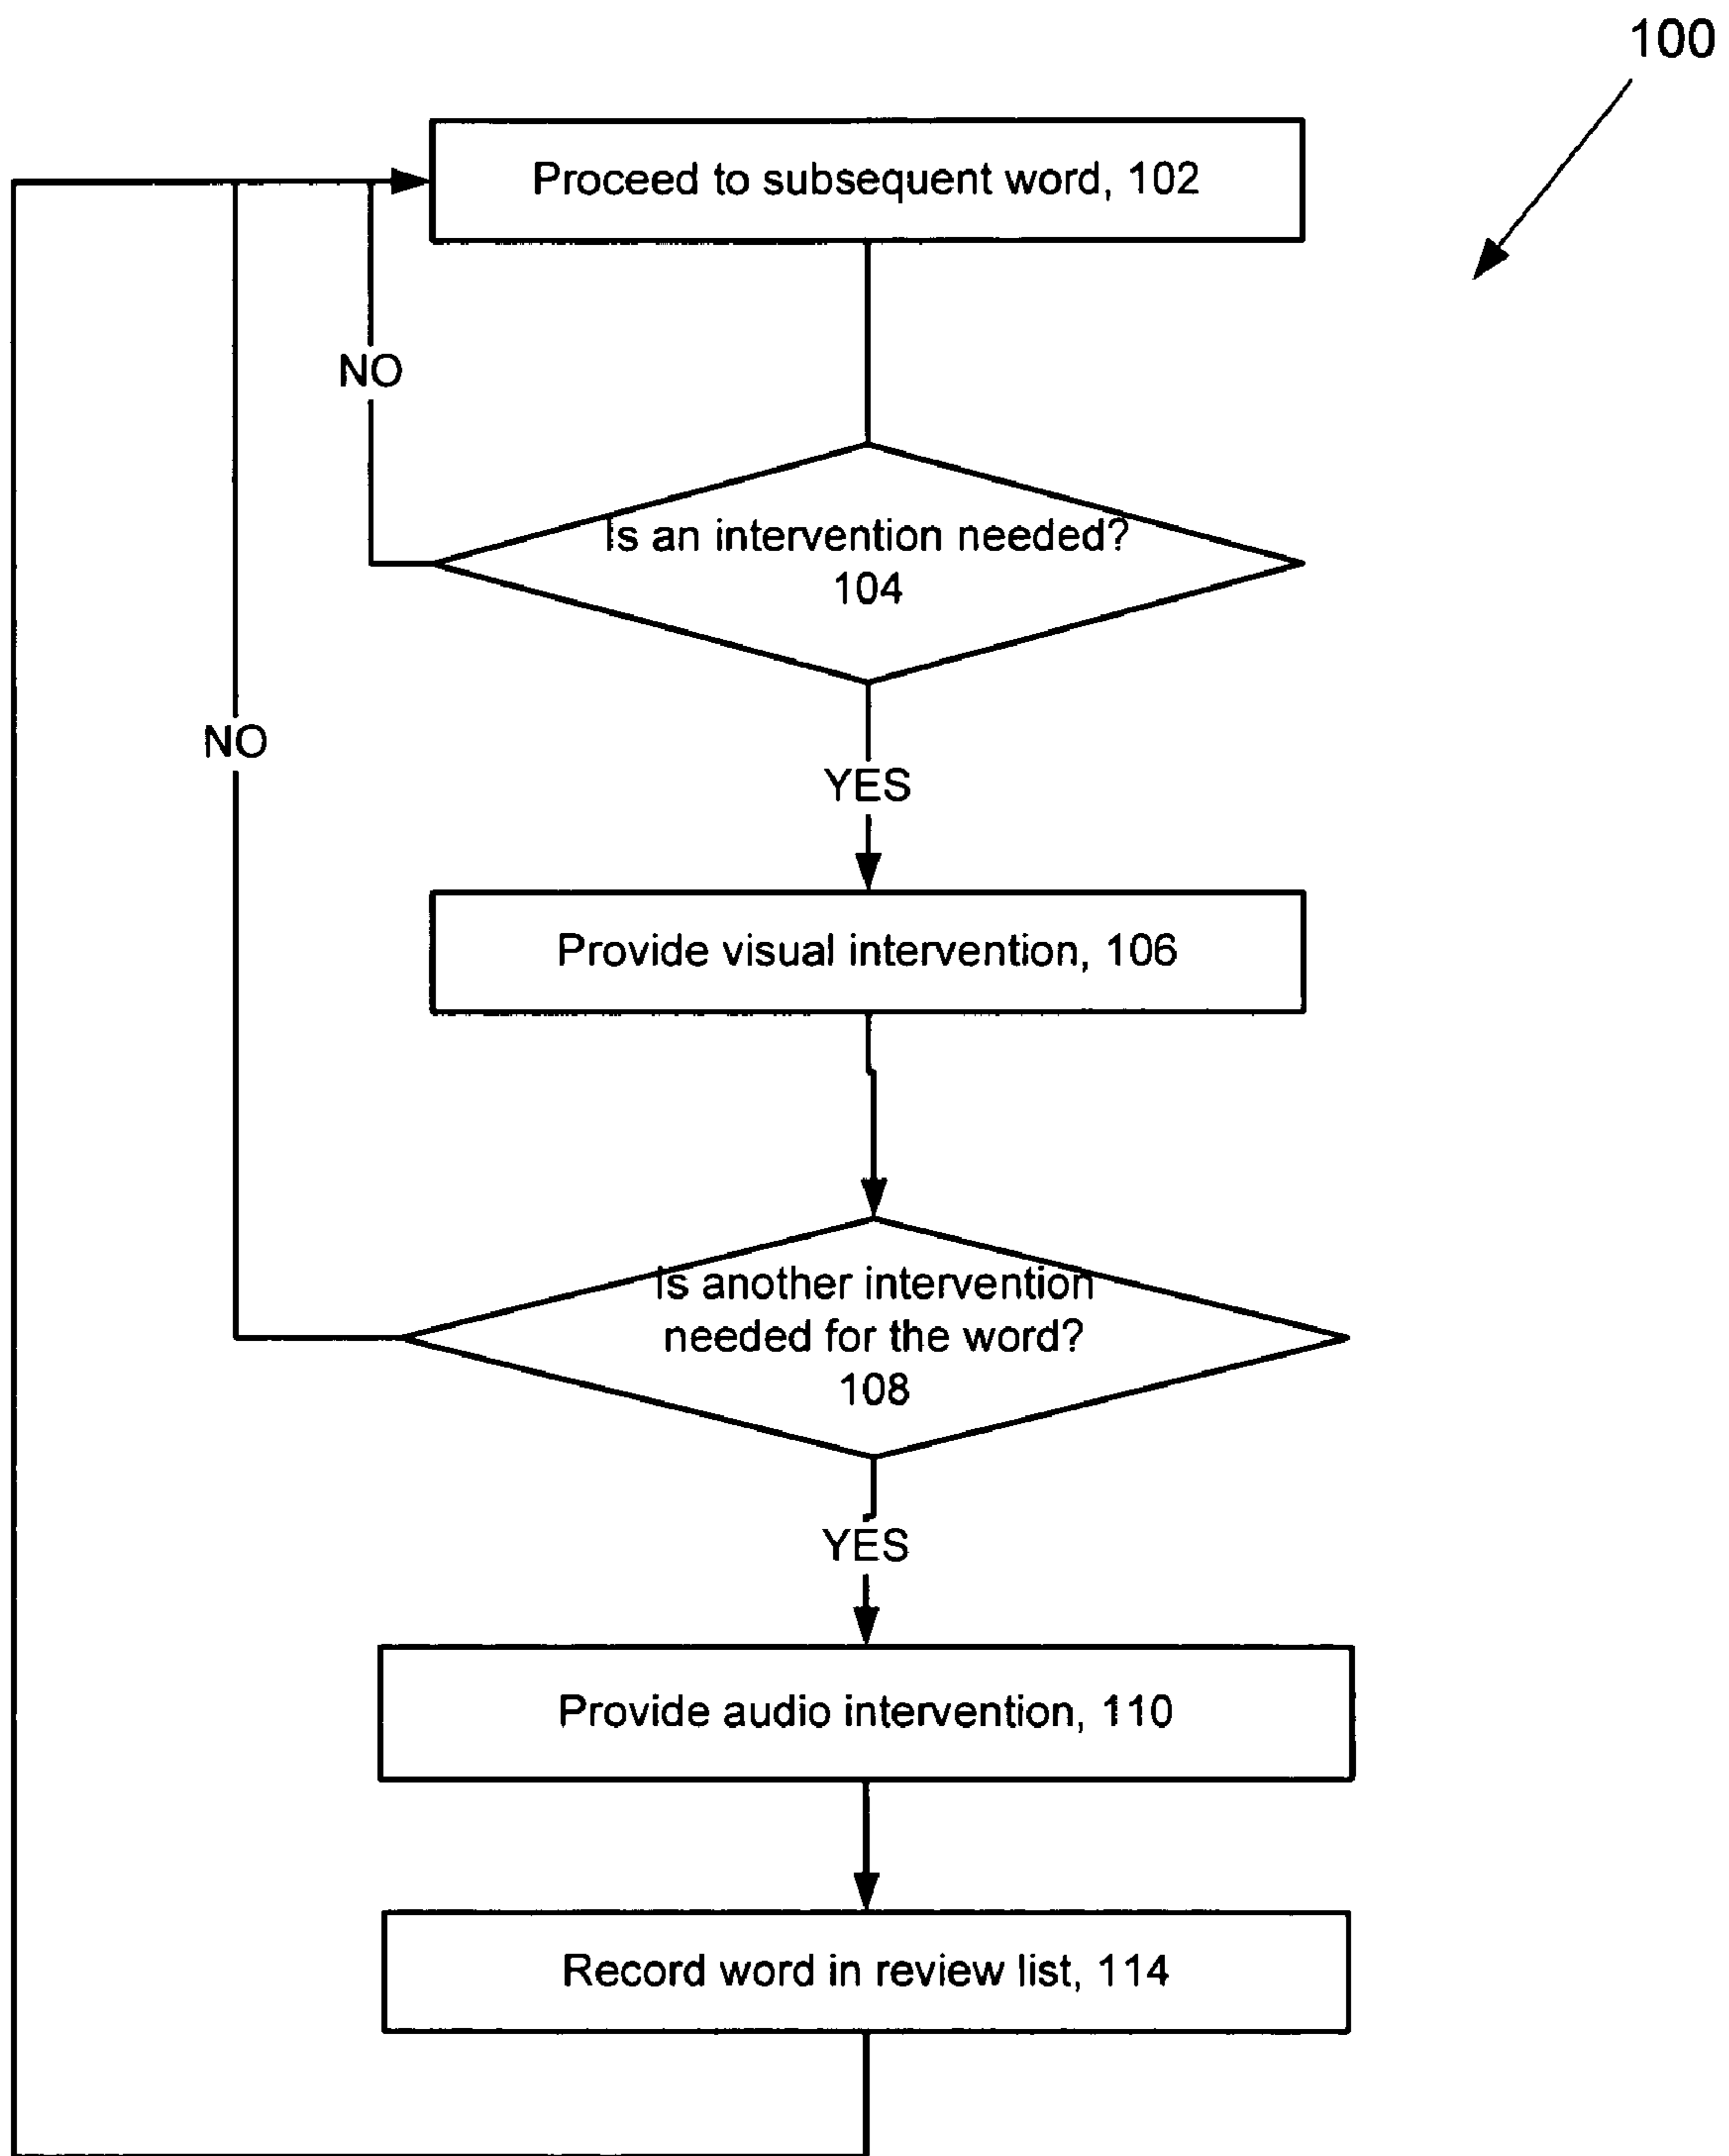 100
Proceed to subsequent word, 102
NO
Is an intervention needed?
104
NO
YES
Provide visual intervention, 106
Is another intervention
needed for the word?
108
YES
Provide audio intervention, 110
Record word in review list, 114